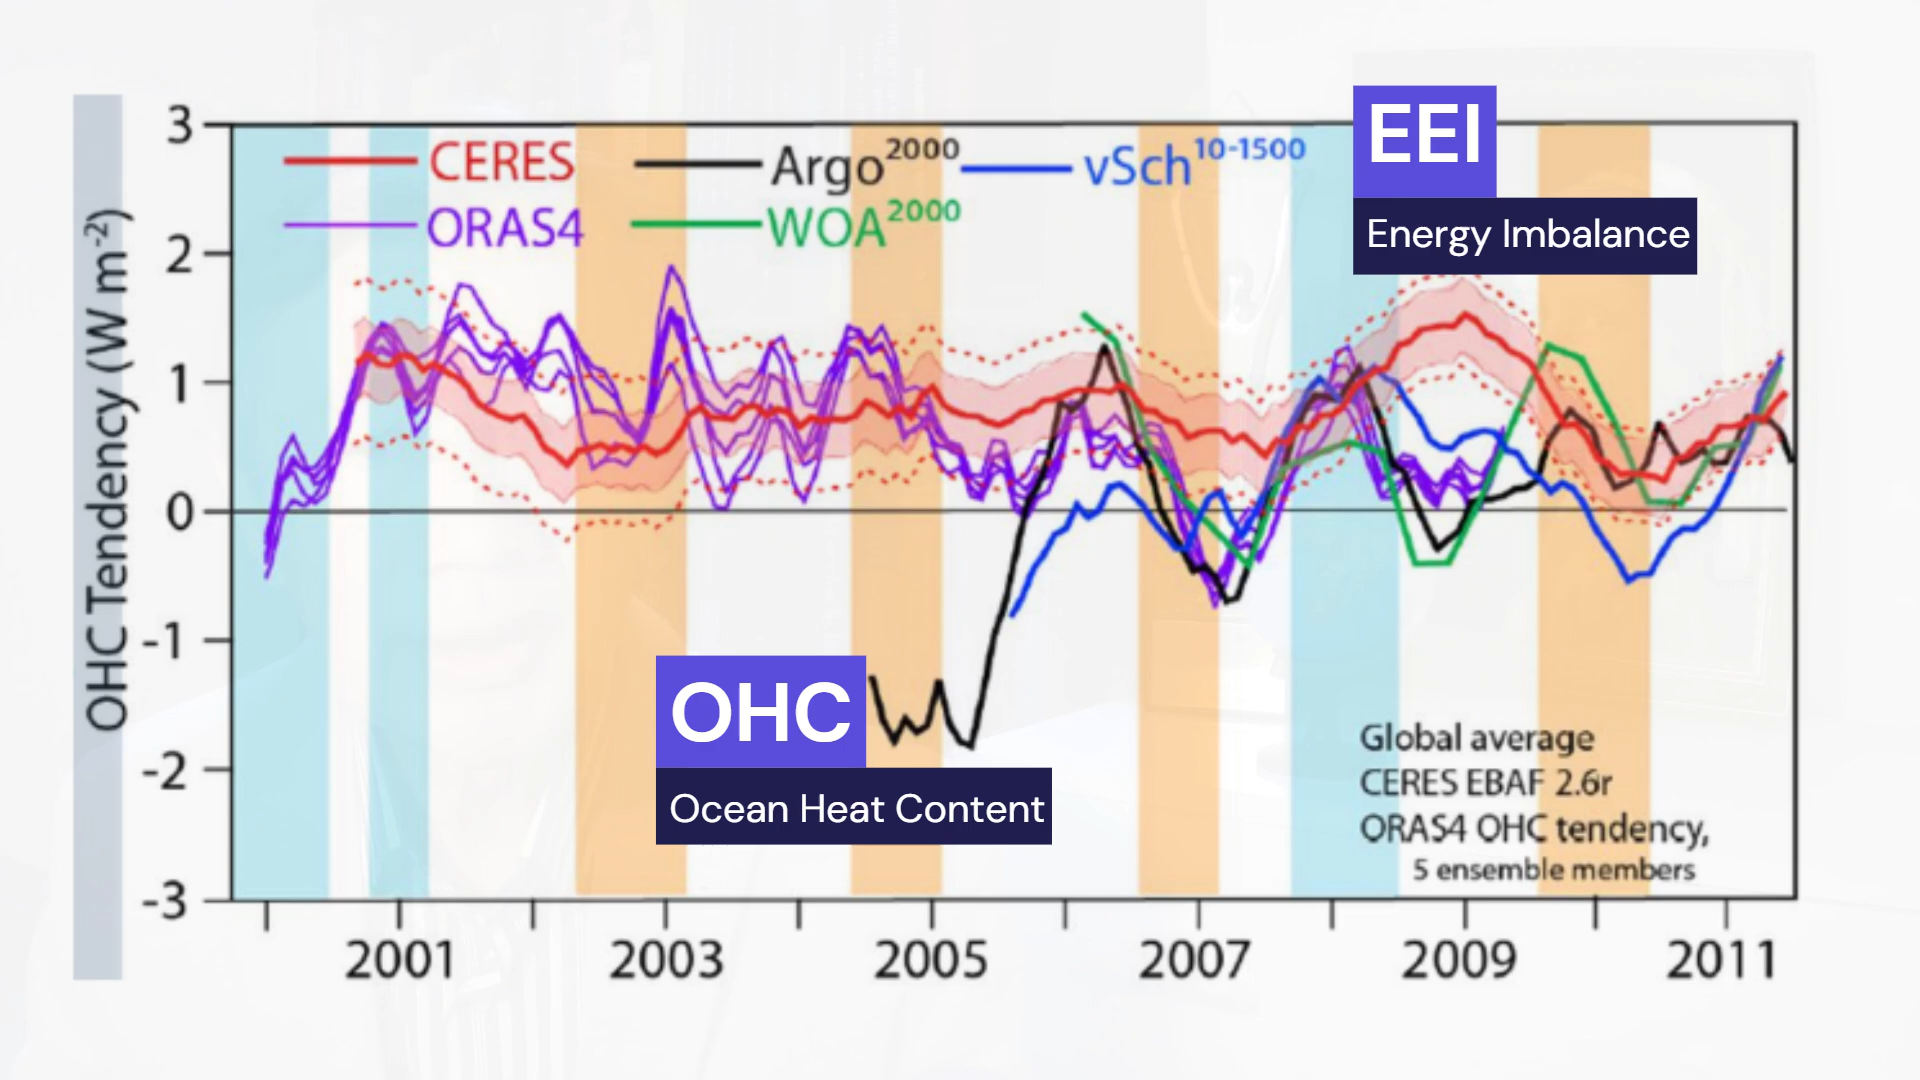 OHC Tendency (W m-2)
3
2
1
0
-1
-2
-3
CERES
Argo2000
vSch10-1500
ORAS4
WOA2000
EEI
Energy Imbalance
OHC
Ocean Heat Content
Global average
CERES EBAF 2.6r
ORAS4 OHC tendency,
5 ensemble members
2001 2003 2005 2007 2009 2011